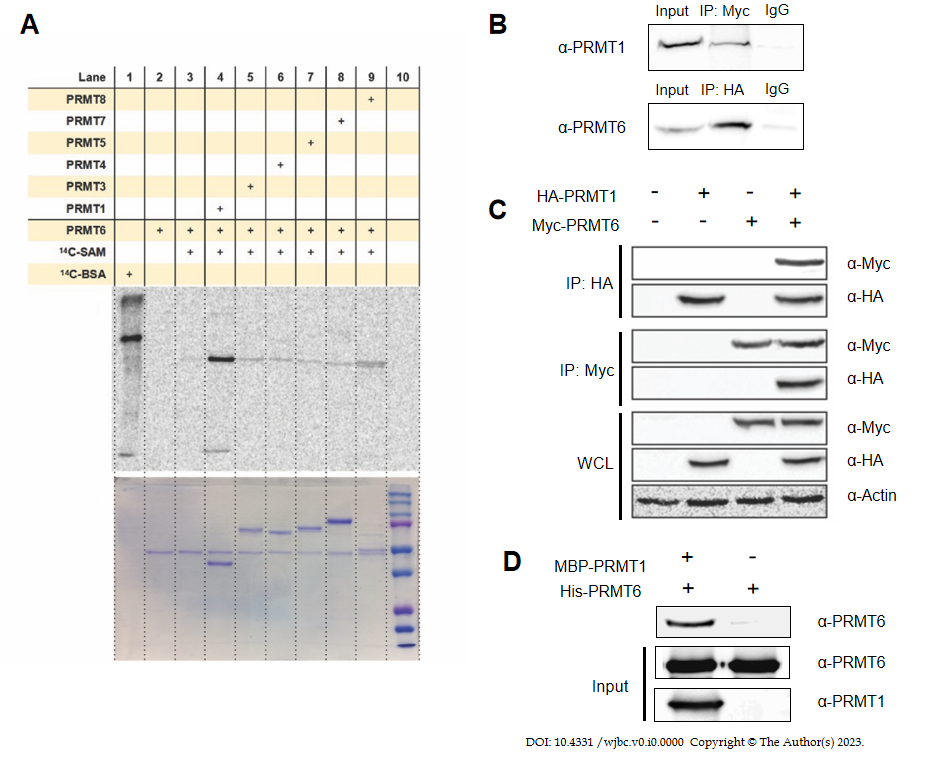 A
Lane 1 2 3 4 5 6 7 8 9 10
PRMT8 +
PRMT7 +
PRMT5 +
PRMT4 +
PRMT3 +
PRMT1 +
PRMT6 + + + + + + + +
¹⁴C-SAM + + + + + + +
¹⁴C-BSA +
B
Input IP: Myc IgG
α-PRMT1
Input IP: HA IgG
α-PRMT6
C
HA-PRMT1 - + - +
Myc-PRMT6 - - + +
IP: HA
α-Myc
α-HA
IP: Myc
α-Myc
α-HA
WCL
α-Myc
α-HA
α-Actin
D
MBP-PRMT1 + -
His-PRMT6 + +
α-PRMT6
Input
α-PRMT6
α-PRMT1
DOI: 10.4331 /wjbc.v0.i0.0000 Copyright © The Author(s) 2023.